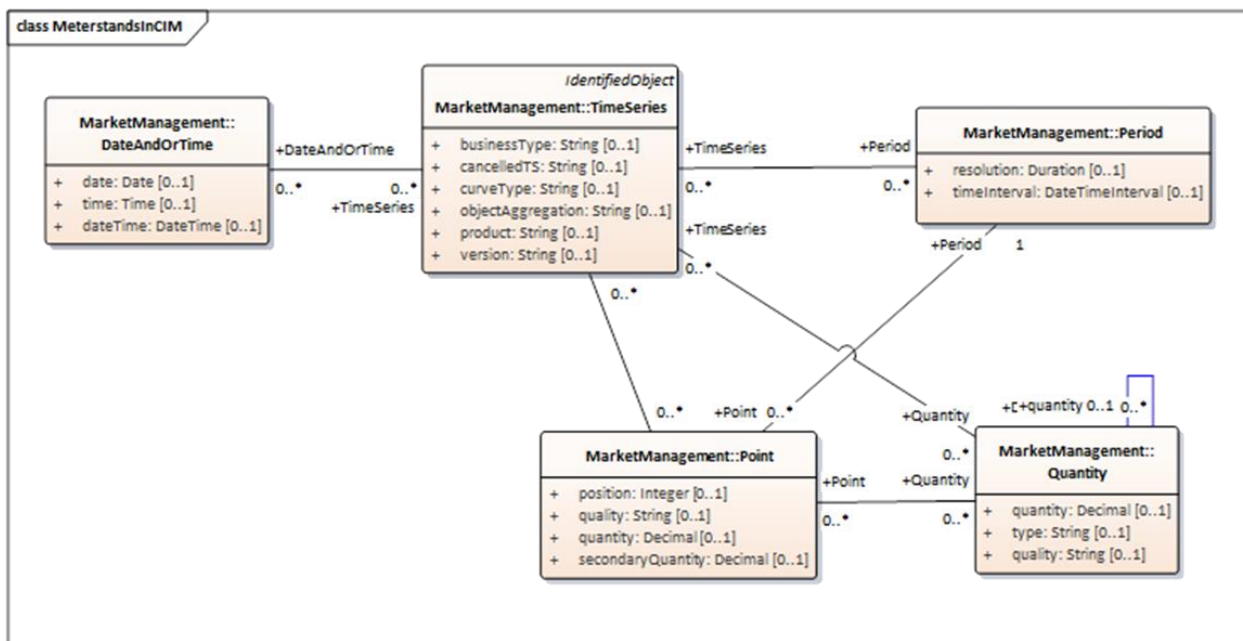 class MeterstandsInCIM
MarketManagement::
DateAndOrTime
+ date: Date [0..1]
+ time: Time [0..1]
+ dateTime: DateTime [0..1]
+DateAndOrTime
0..*
0..*
+TimeSeries
IdentifiedObject
MarketManagement::TimeSeries
+ businessType: String [0..1]
+ cancelledTS: String [0..1]
+ curveType: String [0..1]
+ objectAggregation: String [0..1]
+ product: String [0..1]
+ version: String [0..1]
+TimeSeries
0..*
+Period
0..*
MarketManagement::Period
+ resolution: Duration [0..1]
+ timeInterval: DateTimeInterval [0..1]
+TimeSeries
0..*
+Period 1
0..*
0..*
+Point 0..*
+Quantity
0..*
+quantity 0..1 0..*
MarketManagement::Point
+ position: Integer [0..1]
+ quality: String [0..1]
+ quantity: Decimal [0..1]
+ secondaryQuantity: Decimal [0..1]
+Point
0..*
+Quantity
0..*
MarketManagement::
Quantity
+ quantity: Decimal [0..1]
+ type: String [0..1]
+ quality: String [0..1]